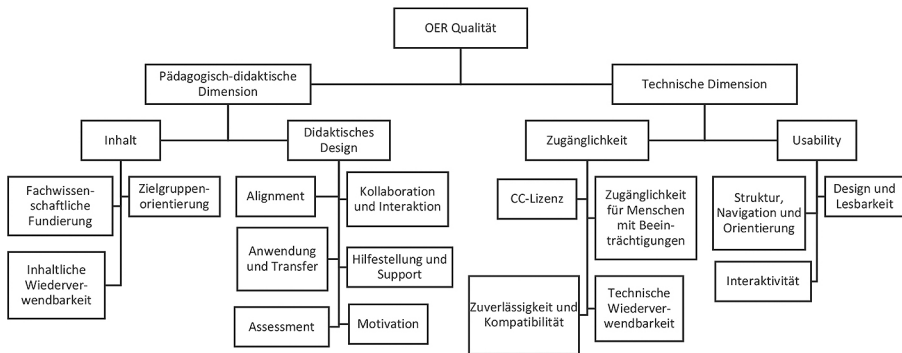 OER Qualität
Pädagogisch-didaktische
Dimension
Technische Dimension
Inhalt
Didaktisches
Design
Zugänglichkeit
Usability
Fachwissen-
schaftliche
Fundierung
Zielgruppen-
orientierung
Inhaltliche
Wiederver-
wendbarkeit
Alignment
Kollaboration
und Interaktion
Anwendung
und Transfer
Hilfestellung und
Support
Assessment
Motivation
CC-Lizenz
Zugänglichkeit
für Menschen
mit Beein-
trächtigungen
Zuverlässigkeit und
Kompatibilität
Technische
Wiederver-
wendbarkeit
Struktur,
Navigation und
Orientierung
Design und
Lesbarkeit
Interaktivität